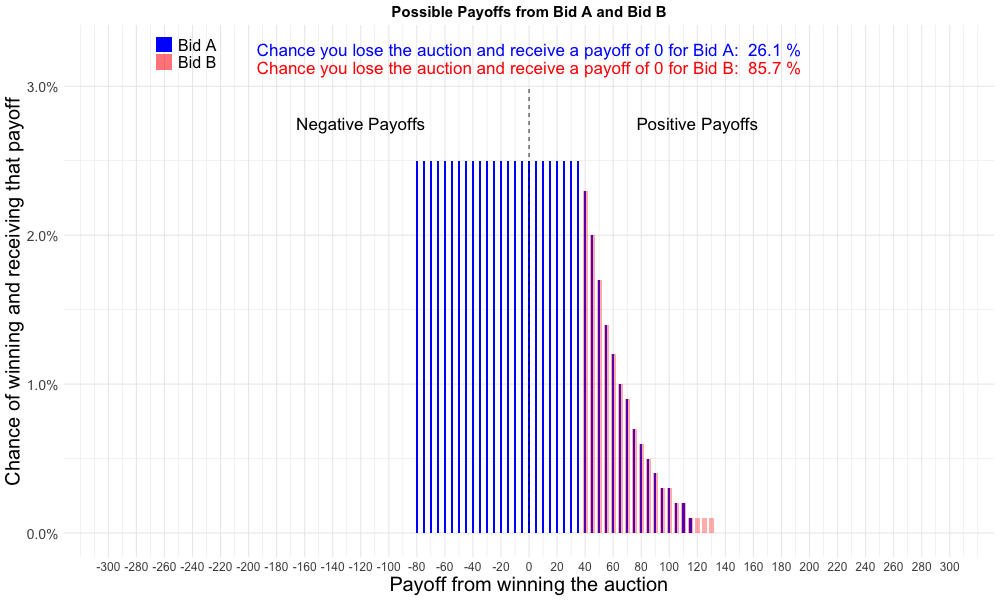 Possible Payoffs from Bid A and Bid B
Bid A
Bid B
Chance you lose the auction and receive a payoff of 0 for Bid A: 26.1 %
Chance you lose the auction and receive a payoff of 0 for Bid B: 85.7 %
Negative Payoffs
Positive Payoffs
Chance of winning and receiving that payoff
3.0%
2.0%
1.0%
0.0%
-300 -280 -260 -240 -220 -200 -180 -160 -140 -120 -100 -80 -60 -40 -20 0 20 40 60 80 100 120 140 160 180 200 220 240 260 280 300
Payoff from winning the auction